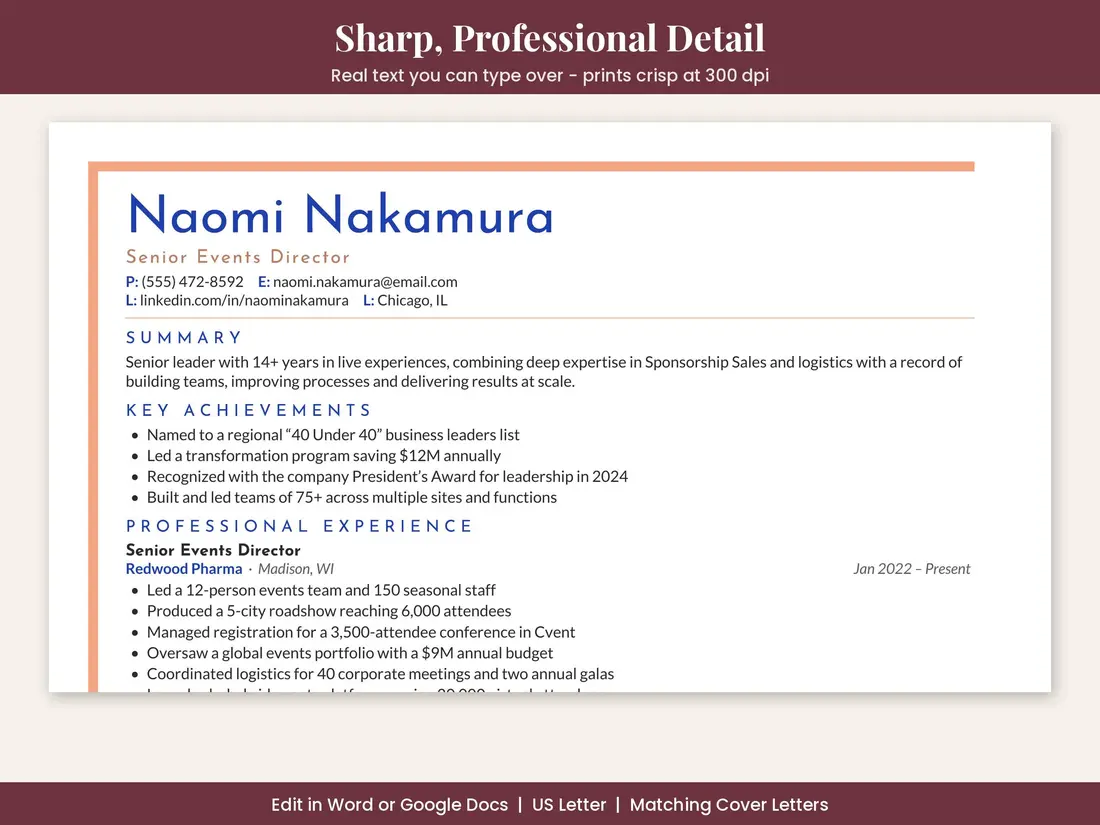 Sharp, Professional Detail
Real text you can type over - prints crisp at 300 dpi
Naomi Nakamura
Senior Events Director
P: (555) 472-8592 E: naomi.nakamura@email.com
L: linkedin.com/in/naominakamura L: Chicago, IL
SUMMARY
Senior leader with 14+ years in live experiences, combining deep expertise in Sponsorship Sales and logistics with a record of
building teams, improving processes and delivering results at scale.
KEY ACHIEVEMENTS
• Named to a regional “40 Under 40” business leaders list
• Led a transformation program saving $12M annually
• Recognized with the company President’s Award for leadership in 2024
• Built and led teams of 75+ across multiple sites and functions
PROFESSIONAL EXPERIENCE
Senior Events Director
Redwood Pharma · Madison, WI Jan 2022 – Present
• Led a 12-person events team and 150 seasonal staff
• Produced a 5-city roadshow reaching 6,000 attendees
• Managed registration for a 3,500-attendee conference in Cvent
• Oversaw a global events portfolio with a $9M annual budget
• Coordinated logistics for 40 corporate meetings and two annual galas
Edit in Word or Google Docs | US Letter | Matching Cover Letters